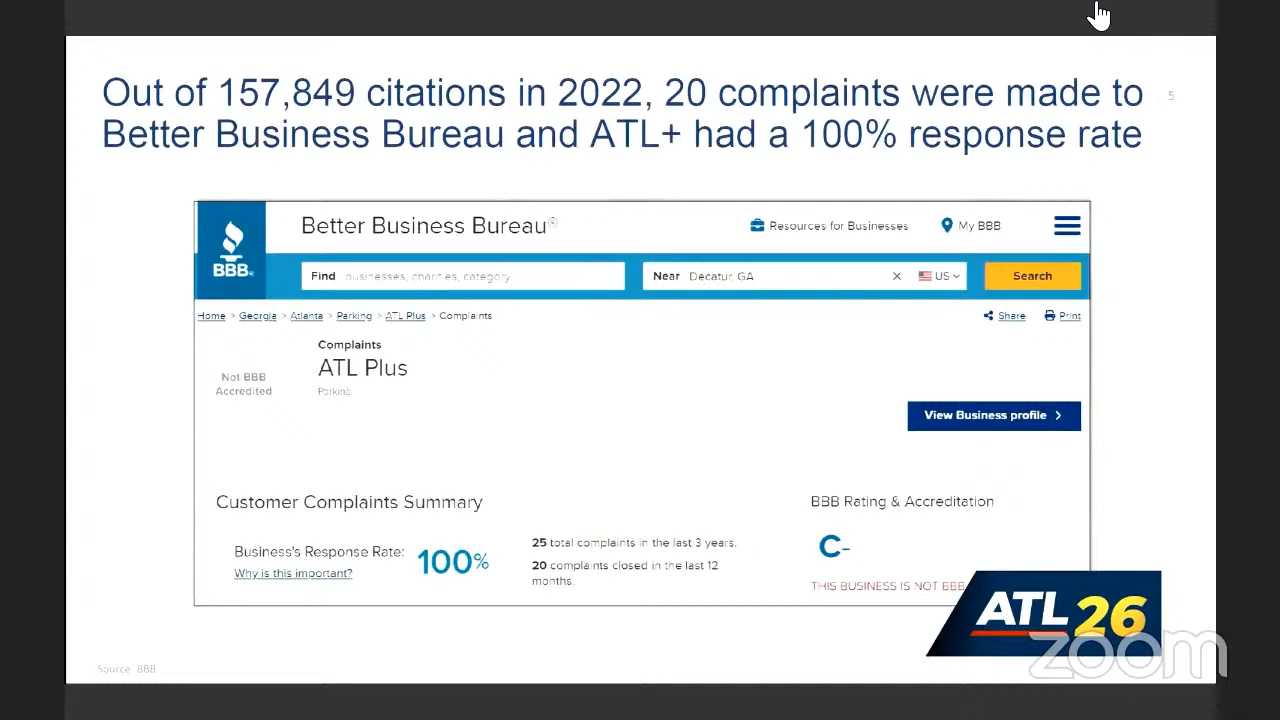 Out of 157,849 citations in 2022, 20 complaints were made to
Better Business Bureau and ATL+ had a 100% response rate
5
Better Business Bureau®
Resources for Businesses
My BBB
BBB®
Find businesses, charities, category
Near Decatur, GA
× US
Search
Home > Georgia > Atlanta > Parking > ATL Plus > Complaints
Share
Print
Complaints
ATL Plus
Parking
Not BBB
Accredited
View Business profile >
Customer Complaints Summary
Business's Response Rate:
Why is this important?
100%
25 total complaints in the last 3 years.
20 complaints closed in the last 12
months.
BBB Rating & Accreditation
C-
THIS BUSINESS IS NOT BBB
ATL 26
zoom
Source: BBB